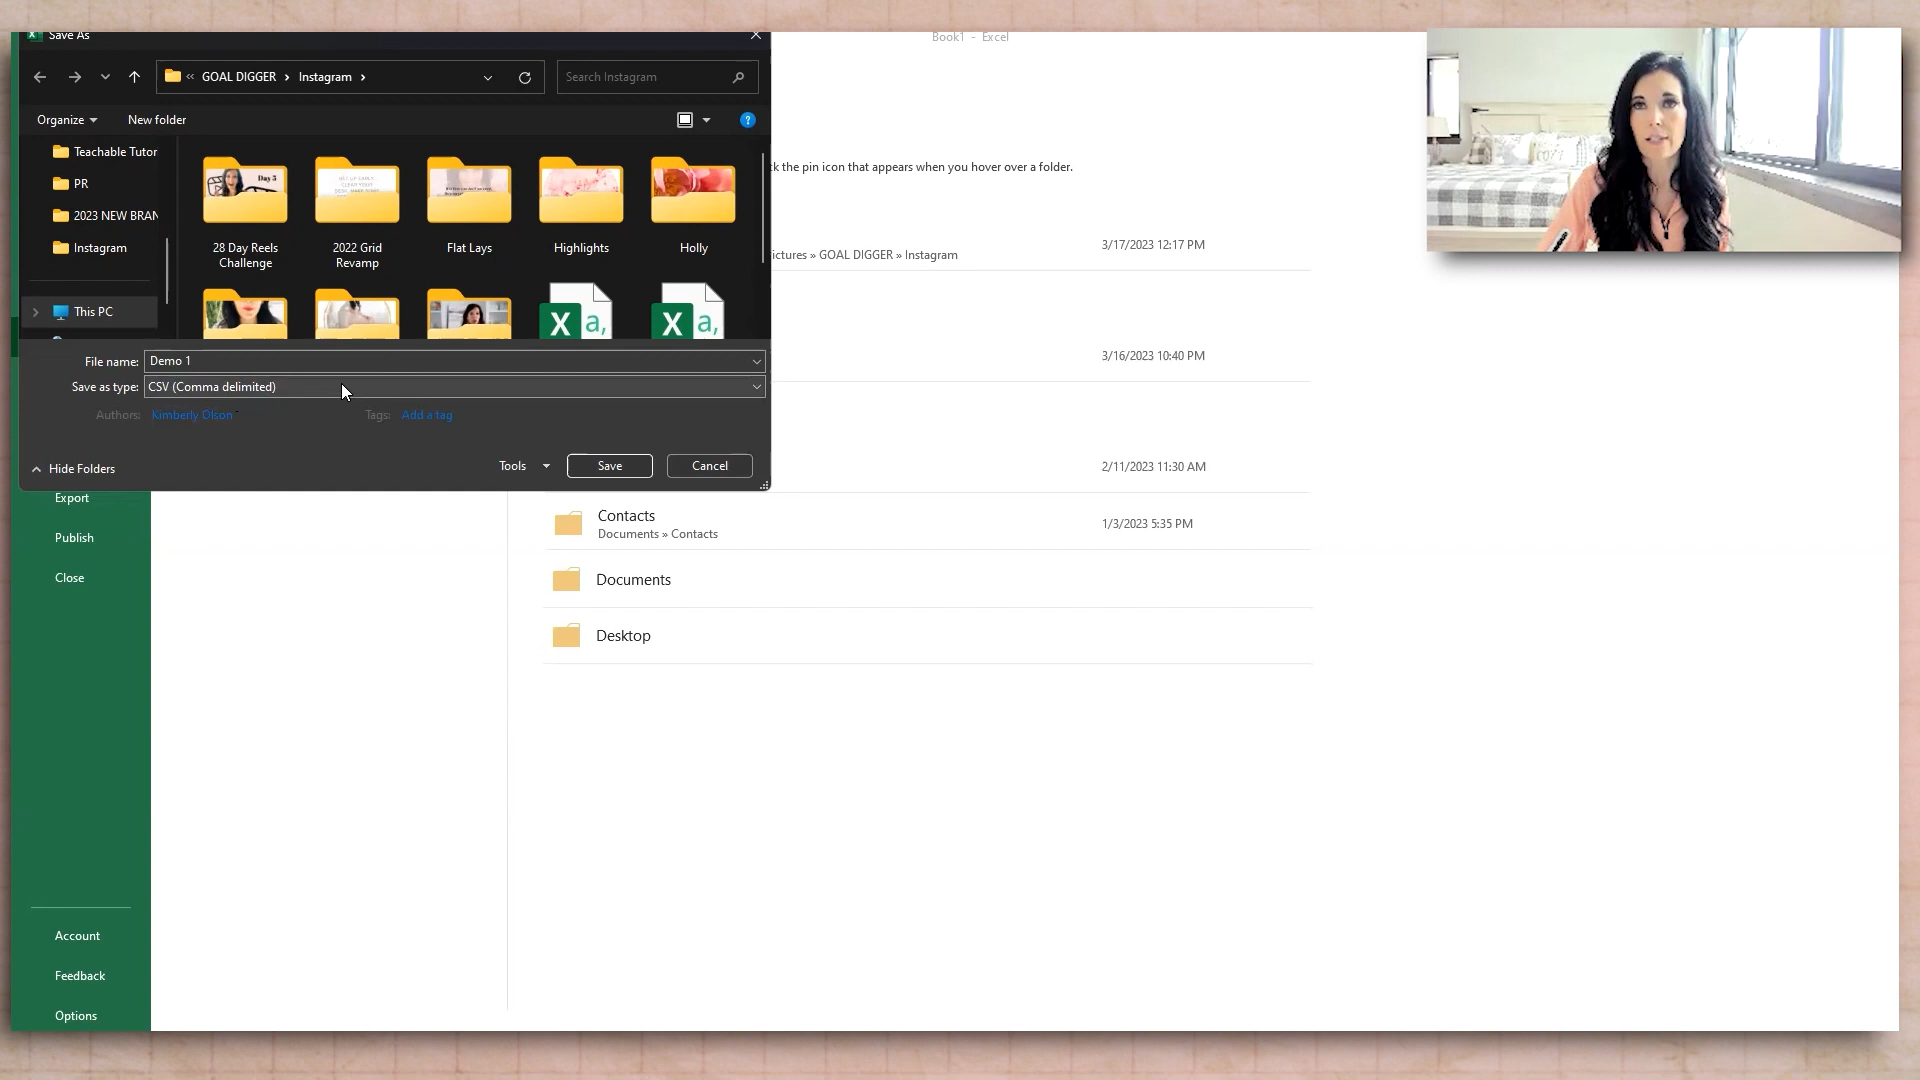 Save As
Book1 - Excel
« GOAL DIGGER › Instagram ›
Search Instagram
Organize
New folder
Teachable Tutor
PR
2023 NEW BRAN
Instagram
This PC
Day 5
28 Day Reels
Challenge
2022 Grid
Revamp
Flat Lays
Highlights
Holly
File name: Demo 1
Save as type: CSV (Comma delimited)
Authors: Kimberly Olson
Tags: Add a tag
Hide Folders
Tools
Save
Cancel
k the pin icon that appears when you hover over a folder.
3/17/2023 12:17 PM
ictures » GOAL DIGGER » Instagram
3/16/2023 10:40 PM
2/11/2023 11:30 AM
Contacts
Documents » Contacts
1/3/2023 5:35 PM
Documents
Desktop
Export
Publish
Close
Account
Feedback
Options